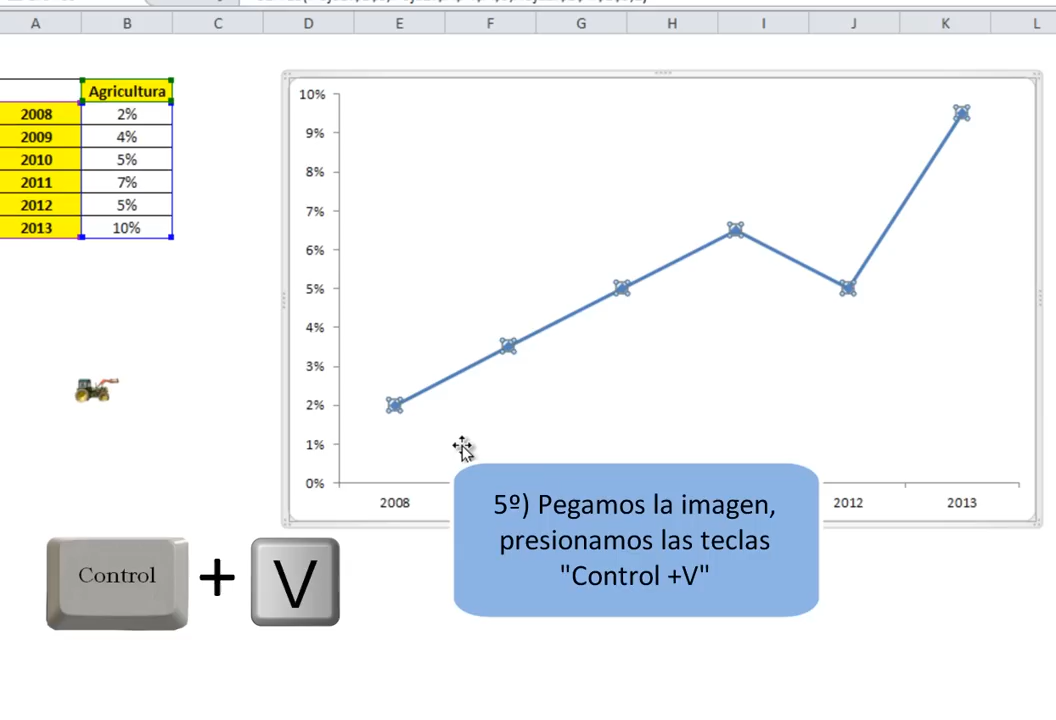 A B C D E F G H I J K L
Agricultura
2008 2%
2009 4%
2010 5%
2011 7%
2012 5%
2013 10%
10%
9%
8%
7%
6%
5%
4%
3%
2%
1%
0%
2008 2012 2013
5º) Pegamos la imagen,
presionamos las teclas
"Control +V"
Control + V